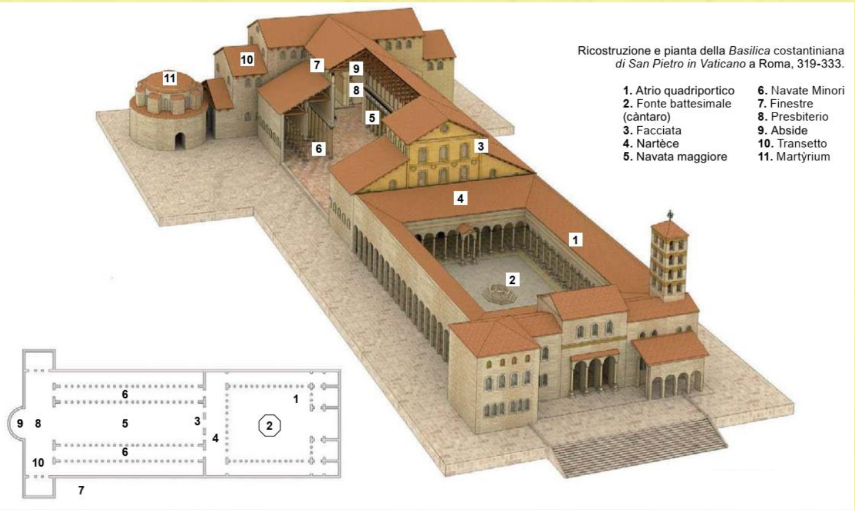 Ricostruzione e pianta della Basilica costantiniana
di San Pietro in Vaticano a Roma, 319-333.
1. Atrio quadriportico
2. Fonte battesimale
(càntaro)
3. Facciata
4. Nartèce
5. Navata maggiore
6. Navate Minori
7. Finestre
8. Presbiterio
9. Abside
10. Transetto
11. Martýrium
11
10
7
9
8
5
6
3
4
1
2
6
1
9
8
5
3
2
4
6
10
7